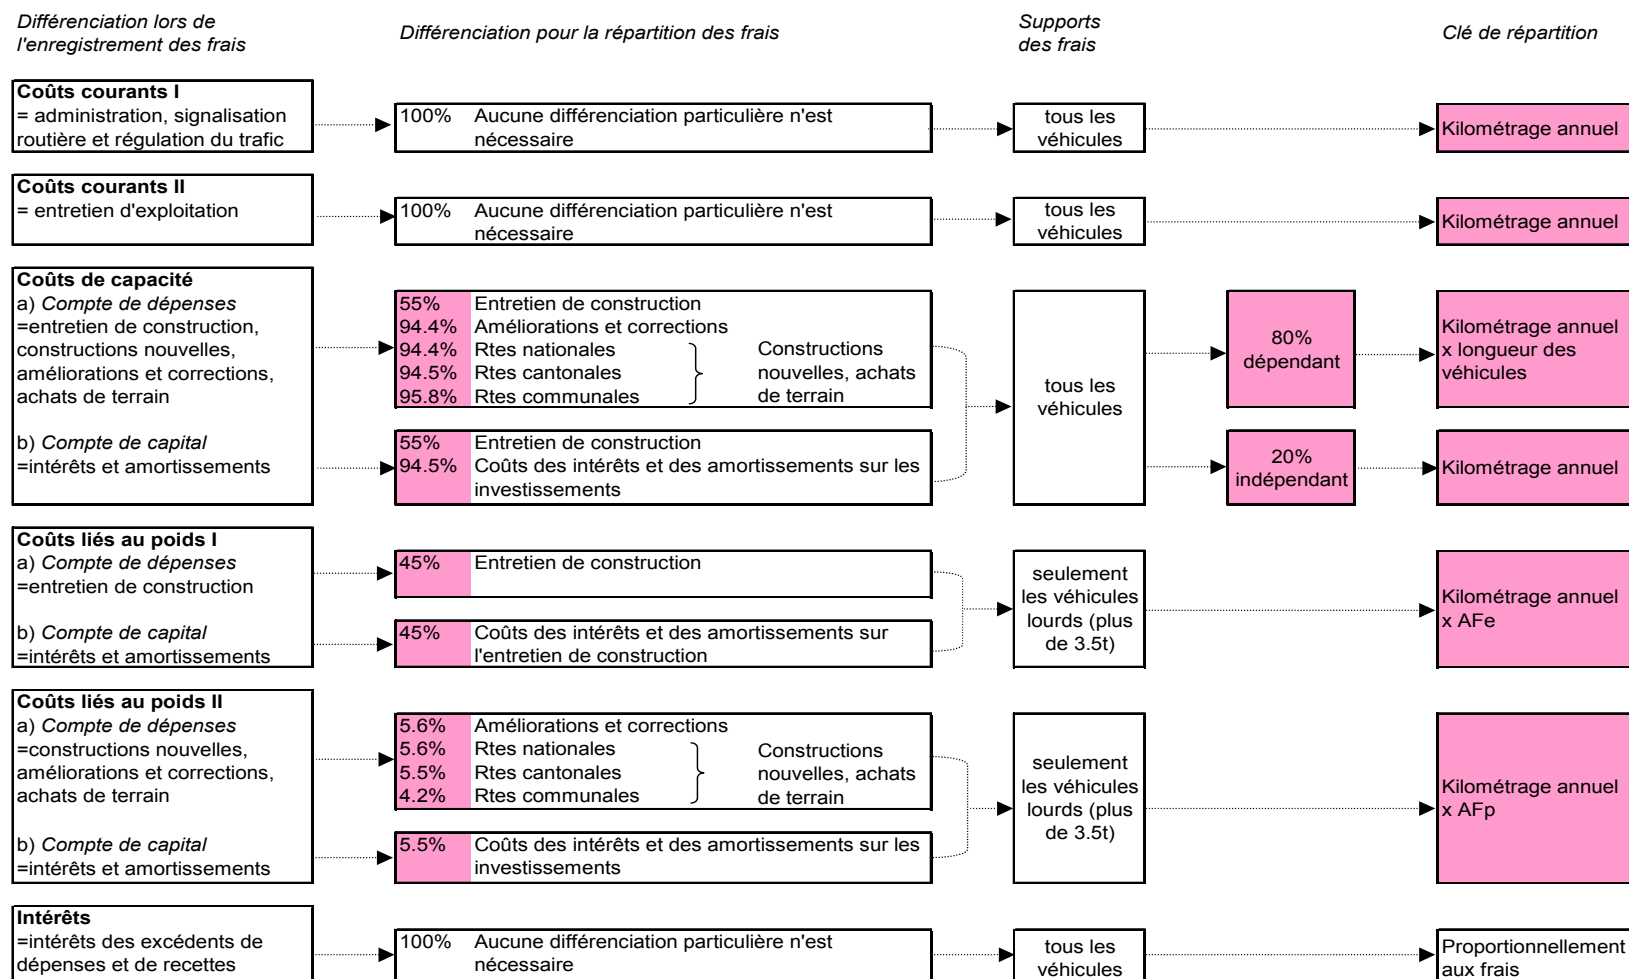 Différenciation lors de
l'enregistrement des frais
Différenciation pour la répartition des frais
Supports
des frais
Clé de répartition
Coûts courants I
= administration, signalisation
routière et régulation du trafic
100% Aucune différenciation particulière n'est
nécessaire
tous les
véhicules
Kilométrage annuel
Coûts courants II
= entretien d'exploitation
100% Aucune différenciation particulière n'est
nécessaire
tous les
véhicules
Kilométrage annuel
Coûts de capacité
a) Compte de dépenses
=entretien de construction,
constructions nouvelles,
améliorations et corrections,
achats de terrain
b) Compte de capital
=intérêts et amortissements
55% Entretien de construction
94.4% Améliorations et corrections
94.4% Rtes nationales
94.5% Rtes cantonales
95.8% Rtes communales
Constructions
nouvelles, achats
de terrain
55% Entretien de construction
94.5% Coûts des intérêts et des amortissements sur les
investissements
tous les
véhicules
80%
dépendant
Kilométrage annuel
x longueur des
véhicules
20%
indépendant
Kilométrage annuel
Coûts liés au poids I
a) Compte de dépenses
=entretien de construction
b) Compte de capital
=intérêts et amortissements
45% Entretien de construction
45% Coûts des intérêts et des amortissements sur
l'entretien de construction
seulement
les véhicules
lourds (plus
de 3.5t)
Kilométrage annuel
x AFe
Coûts liés au poids II
a) Compte de dépenses
=constructions nouvelles,
améliorations et corrections,
achats de terrain
b) Compte de capital
=intérêts et amortissements
5.6% Améliorations et corrections
5.6% Rtes nationales
5.5% Rtes cantonales
4.2% Rtes communales
Constructions
nouvelles, achats
de terrain
5.5% Coûts des intérêts et des amortissements sur les
investissements
seulement
les véhicules
lourds (plus
de 3.5t)
Kilométrage annuel
x AFp
Intérêts
=intérêts des excédents de
dépenses et de recettes
100% Aucune différenciation particulière n'est
nécessaire
tous les
véhicules
Proportionnellement
aux frais